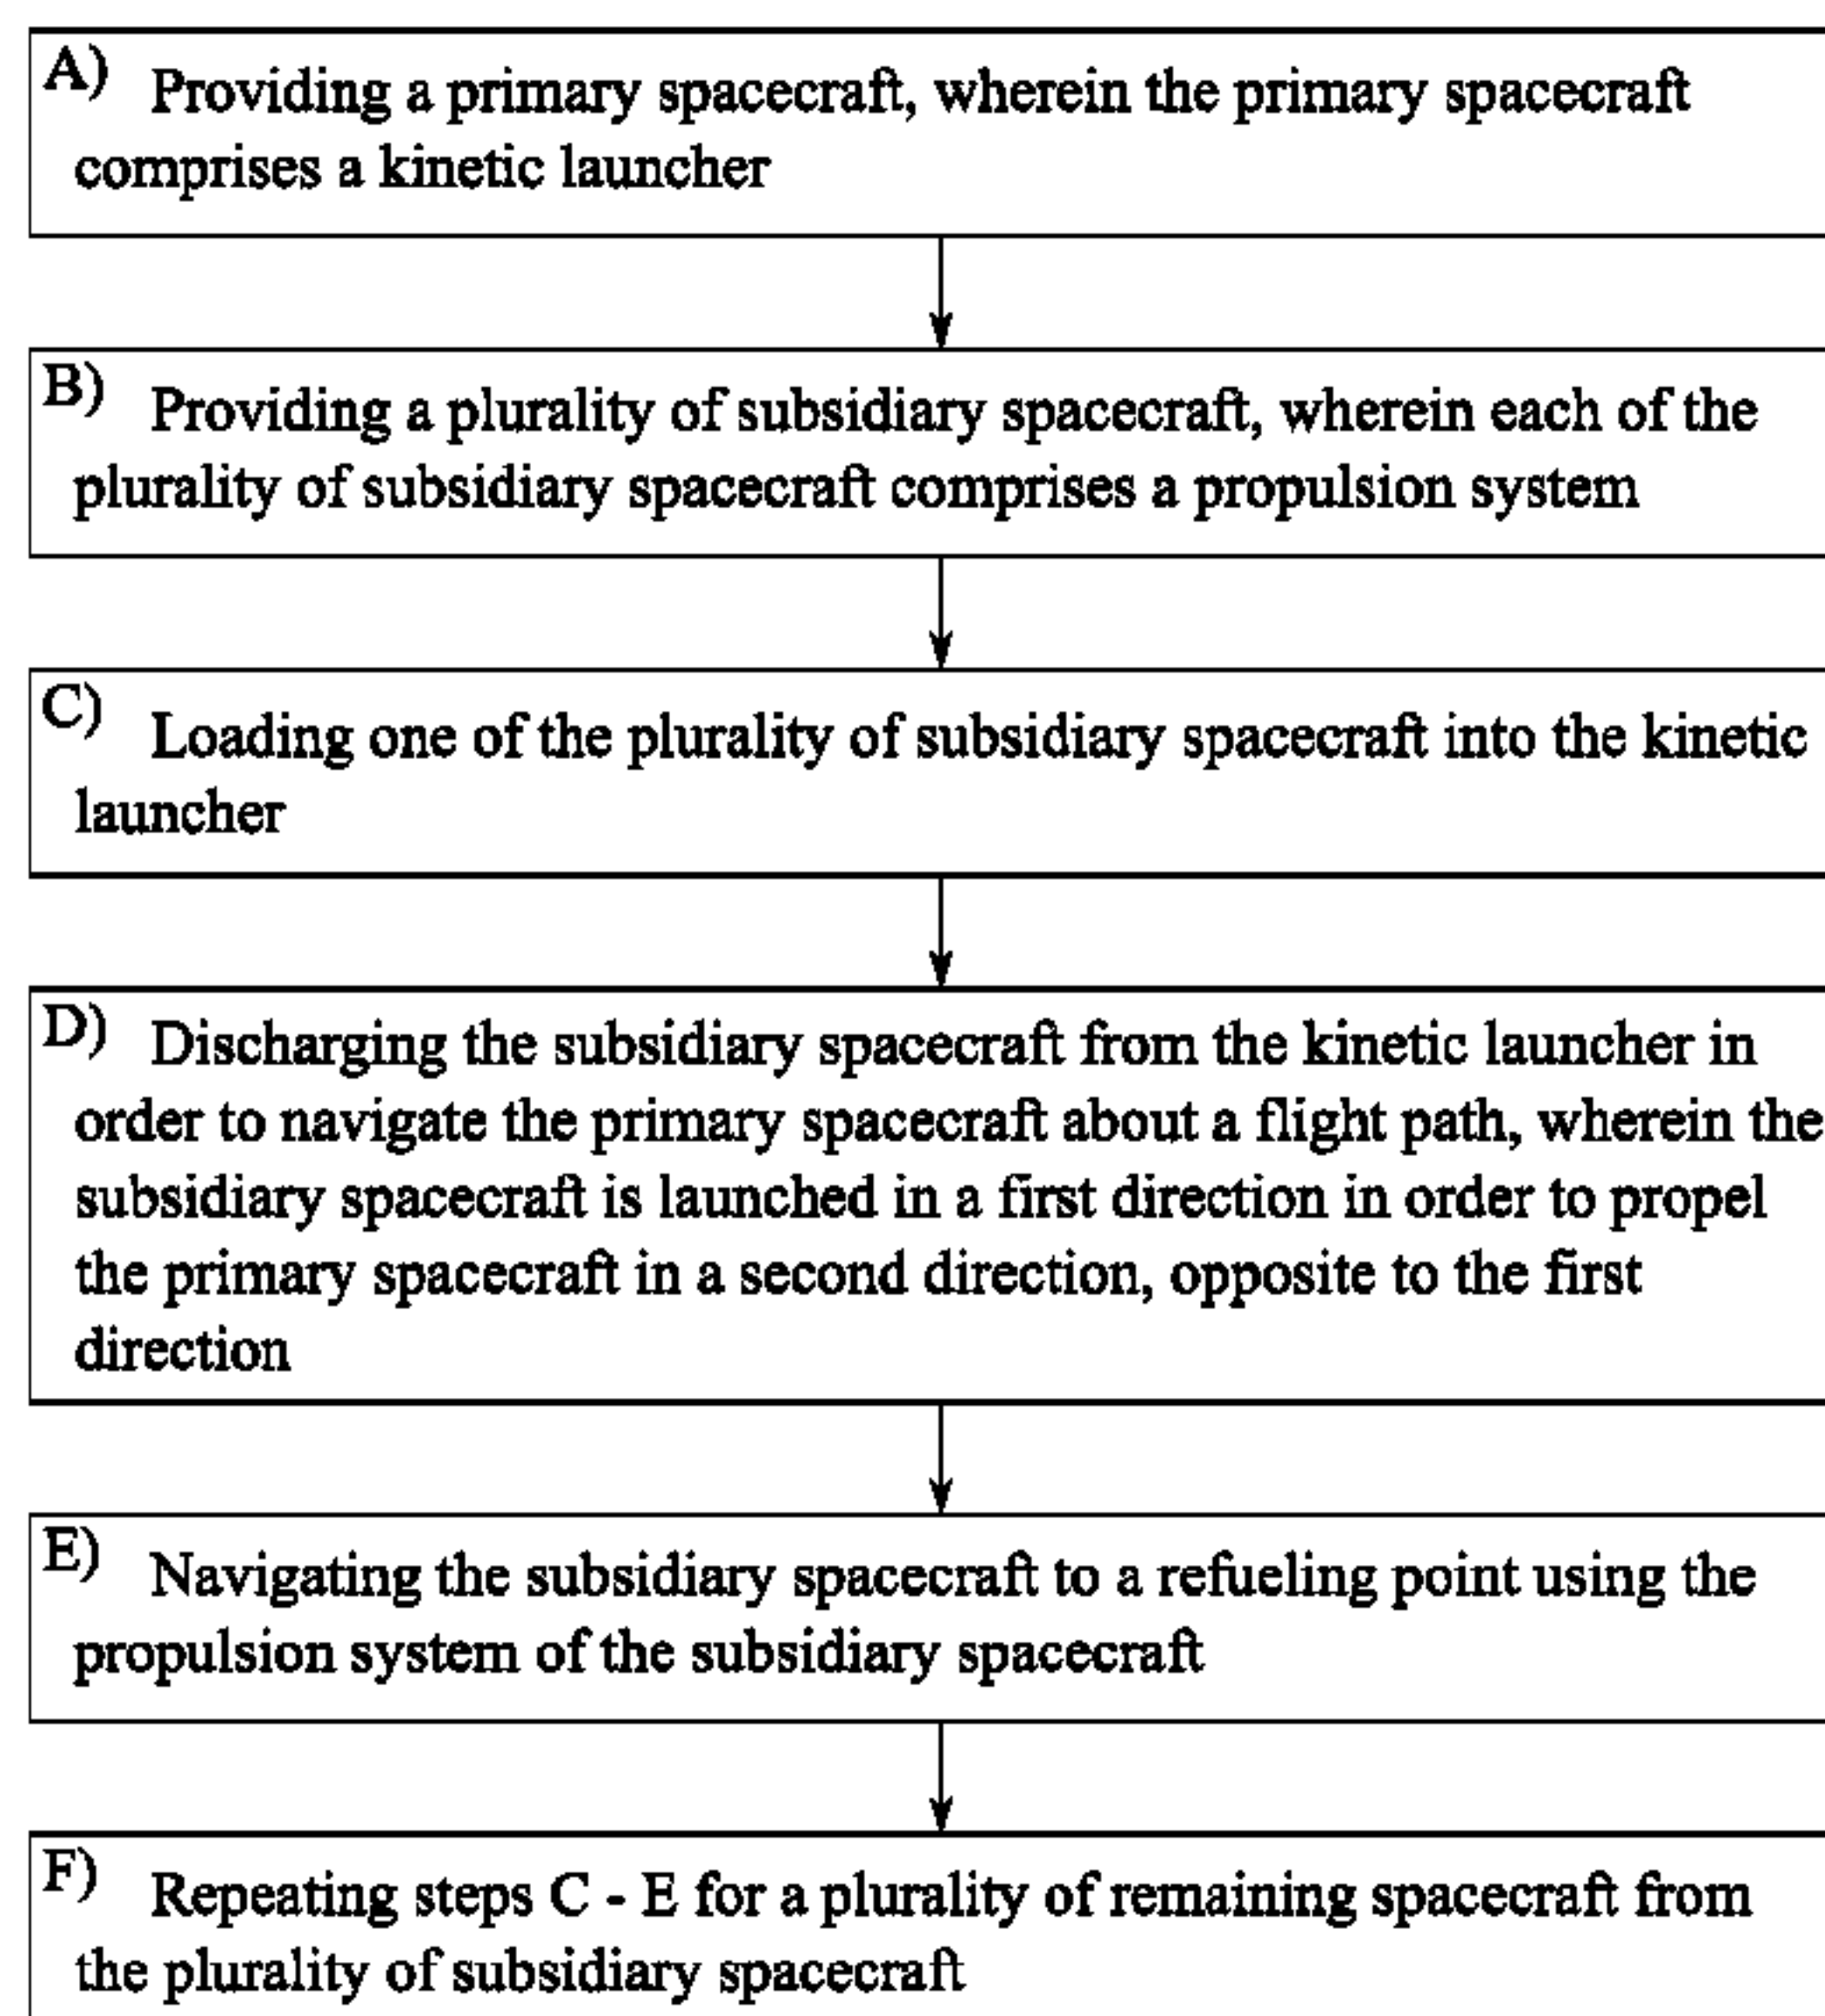 A) Providing a primary spacecraft, wherein the primary spacecraft
comprises a kinetic launcher
B) Providing a plurality of subsidiary spacecraft, wherein each of the
plurality of subsidiary spacecraft comprises a propulsion system
C) Loading one of the plurality of subsidiary spacecraft into the kinetic
launcher
D) Discharging the subsidiary spacecraft from the kinetic launcher in
order to navigate the primary spacecraft about a flight path, wherein the
subsidiary spacecraft is launched in a first direction in order to propel
the primary spacecraft in a second direction, opposite to the first
direction
E) Navigating the subsidiary spacecraft to a refueling point using the
propulsion system of the subsidiary spacecraft
F) Repeating steps C - E for a plurality of remaining spacecraft from
the plurality of subsidiary spacecraft